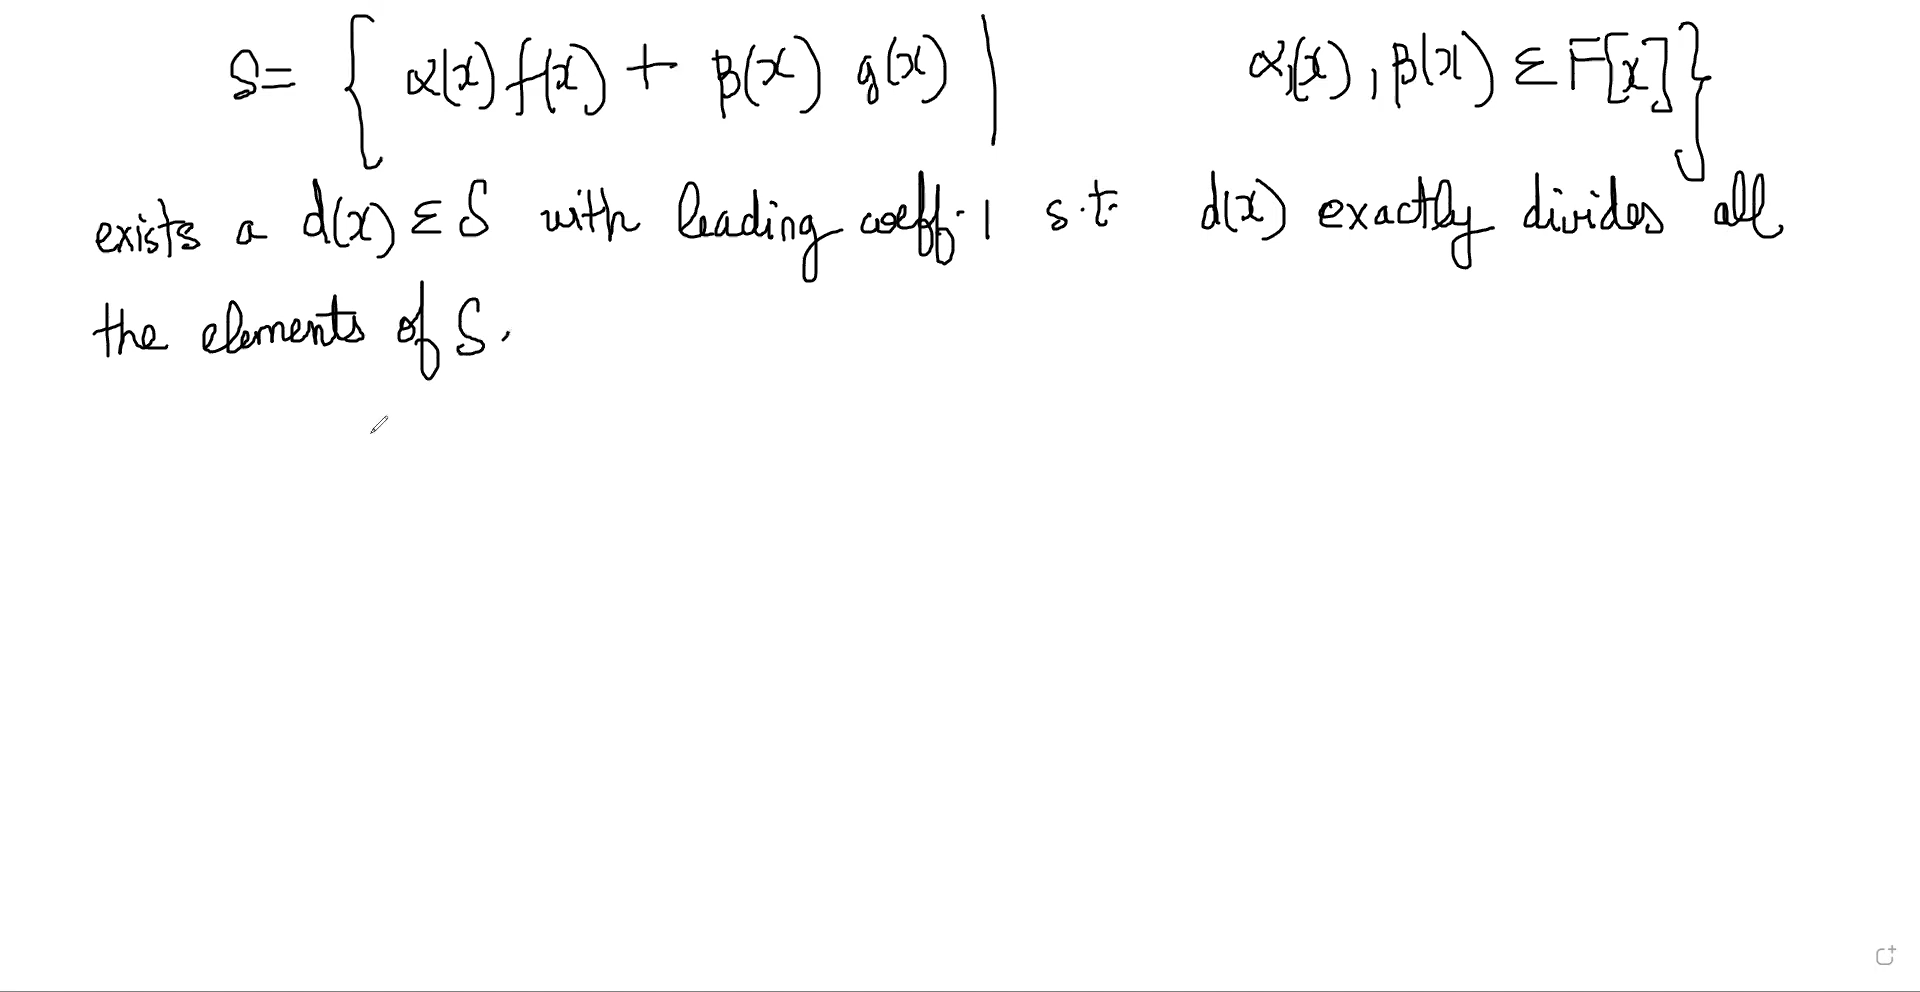 S = { α(x) f(x) + β(x) g(x) | α(x), β(x) ∈ F[x] }
exists a d(x) ∈ S with leading coeff. 1 s.t. d(x) exactly divides all
the elements of S.